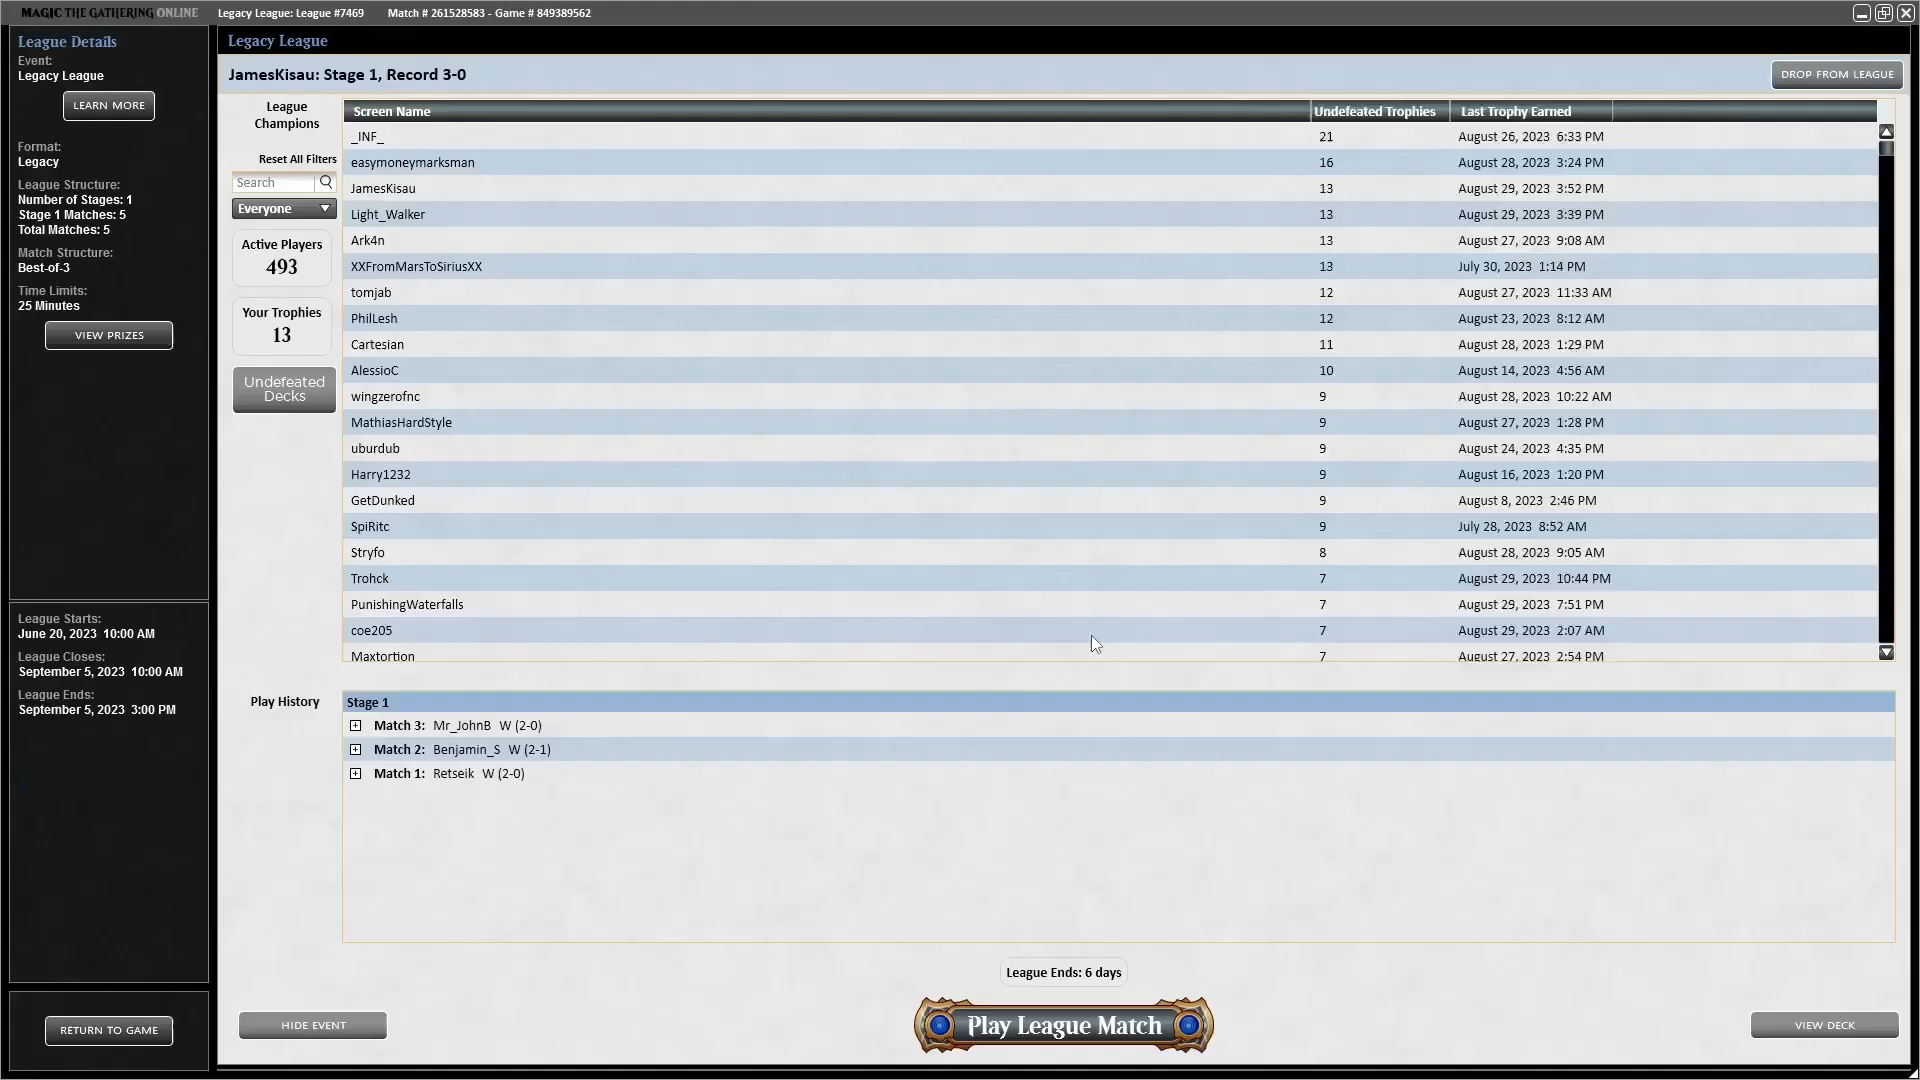 MAGIC THE GATHERING ONLINE Legacy League: League #7469 Match # 261528583 - Game # 849389562
League Details
Event:
Legacy League
LEARN MORE
Format:
Legacy
League Structure:
Number of Stages: 1
Stage 1 Matches: 5
Total Matches: 5
Match Structure:
Best-of-3
Time Limits:
25 Minutes
VIEW PRIZES
League Starts:
June 20, 2023 10:00 AM
League Closes:
September 5, 2023 10:00 AM
League Ends:
September 5, 2023 3:00 PM
RETURN TO GAME
Legacy League
JamesKisau: Stage 1, Record 3-0
DROP FROM LEAGUE
League
Champions
Reset All Filters
Search
Everyone
Active Players
493
Your Trophies
13
Undefeated
Decks
Screen Name Undefeated Trophies Last Trophy Earned
_INF_ 21 August 26, 2023 6:33 PM
easymoneymarksman 16 August 28, 2023 3:24 PM
JamesKisau 13 August 29, 2023 3:52 PM
Light_Walker 13 August 29, 2023 3:39 PM
Ark4n 13 August 27, 2023 9:08 AM
XXFromMarsToSiriusXX 13 July 30, 2023 1:14 PM
tomjab 12 August 27, 2023 11:33 AM
PhilLesh 12 August 23, 2023 8:12 AM
Cartesian 11 August 28, 2023 1:29 PM
AlessioC 10 August 14, 2023 4:56 AM
wingzerofnc 9 August 28, 2023 10:22 AM
MathiasHardStyle 9 August 27, 2023 1:28 PM
uburdub 9 August 24, 2023 4:35 PM
Harry1232 9 August 16, 2023 1:20 PM
GetDunked 9 August 8, 2023 2:46 PM
SpiRitc 9 July 28, 2023 8:52 AM
Stryfo 8 August 28, 2023 9:05 AM
Trohck 7 August 29, 2023 10:44 PM
PunishingWaterfalls 7 August 29, 2023 7:51 PM
coe205 7 August 29, 2023 2:07 AM
Maxtortion 7 August 27, 2023 2:54 PM
Play History
Stage 1
Match 3: Mr_JohnB W (2-0)
Match 2: Benjamin_S W (2-1)
Match 1: Retseik W (2-0)
League Ends: 6 days
HIDE EVENT
Play League Match
VIEW DECK